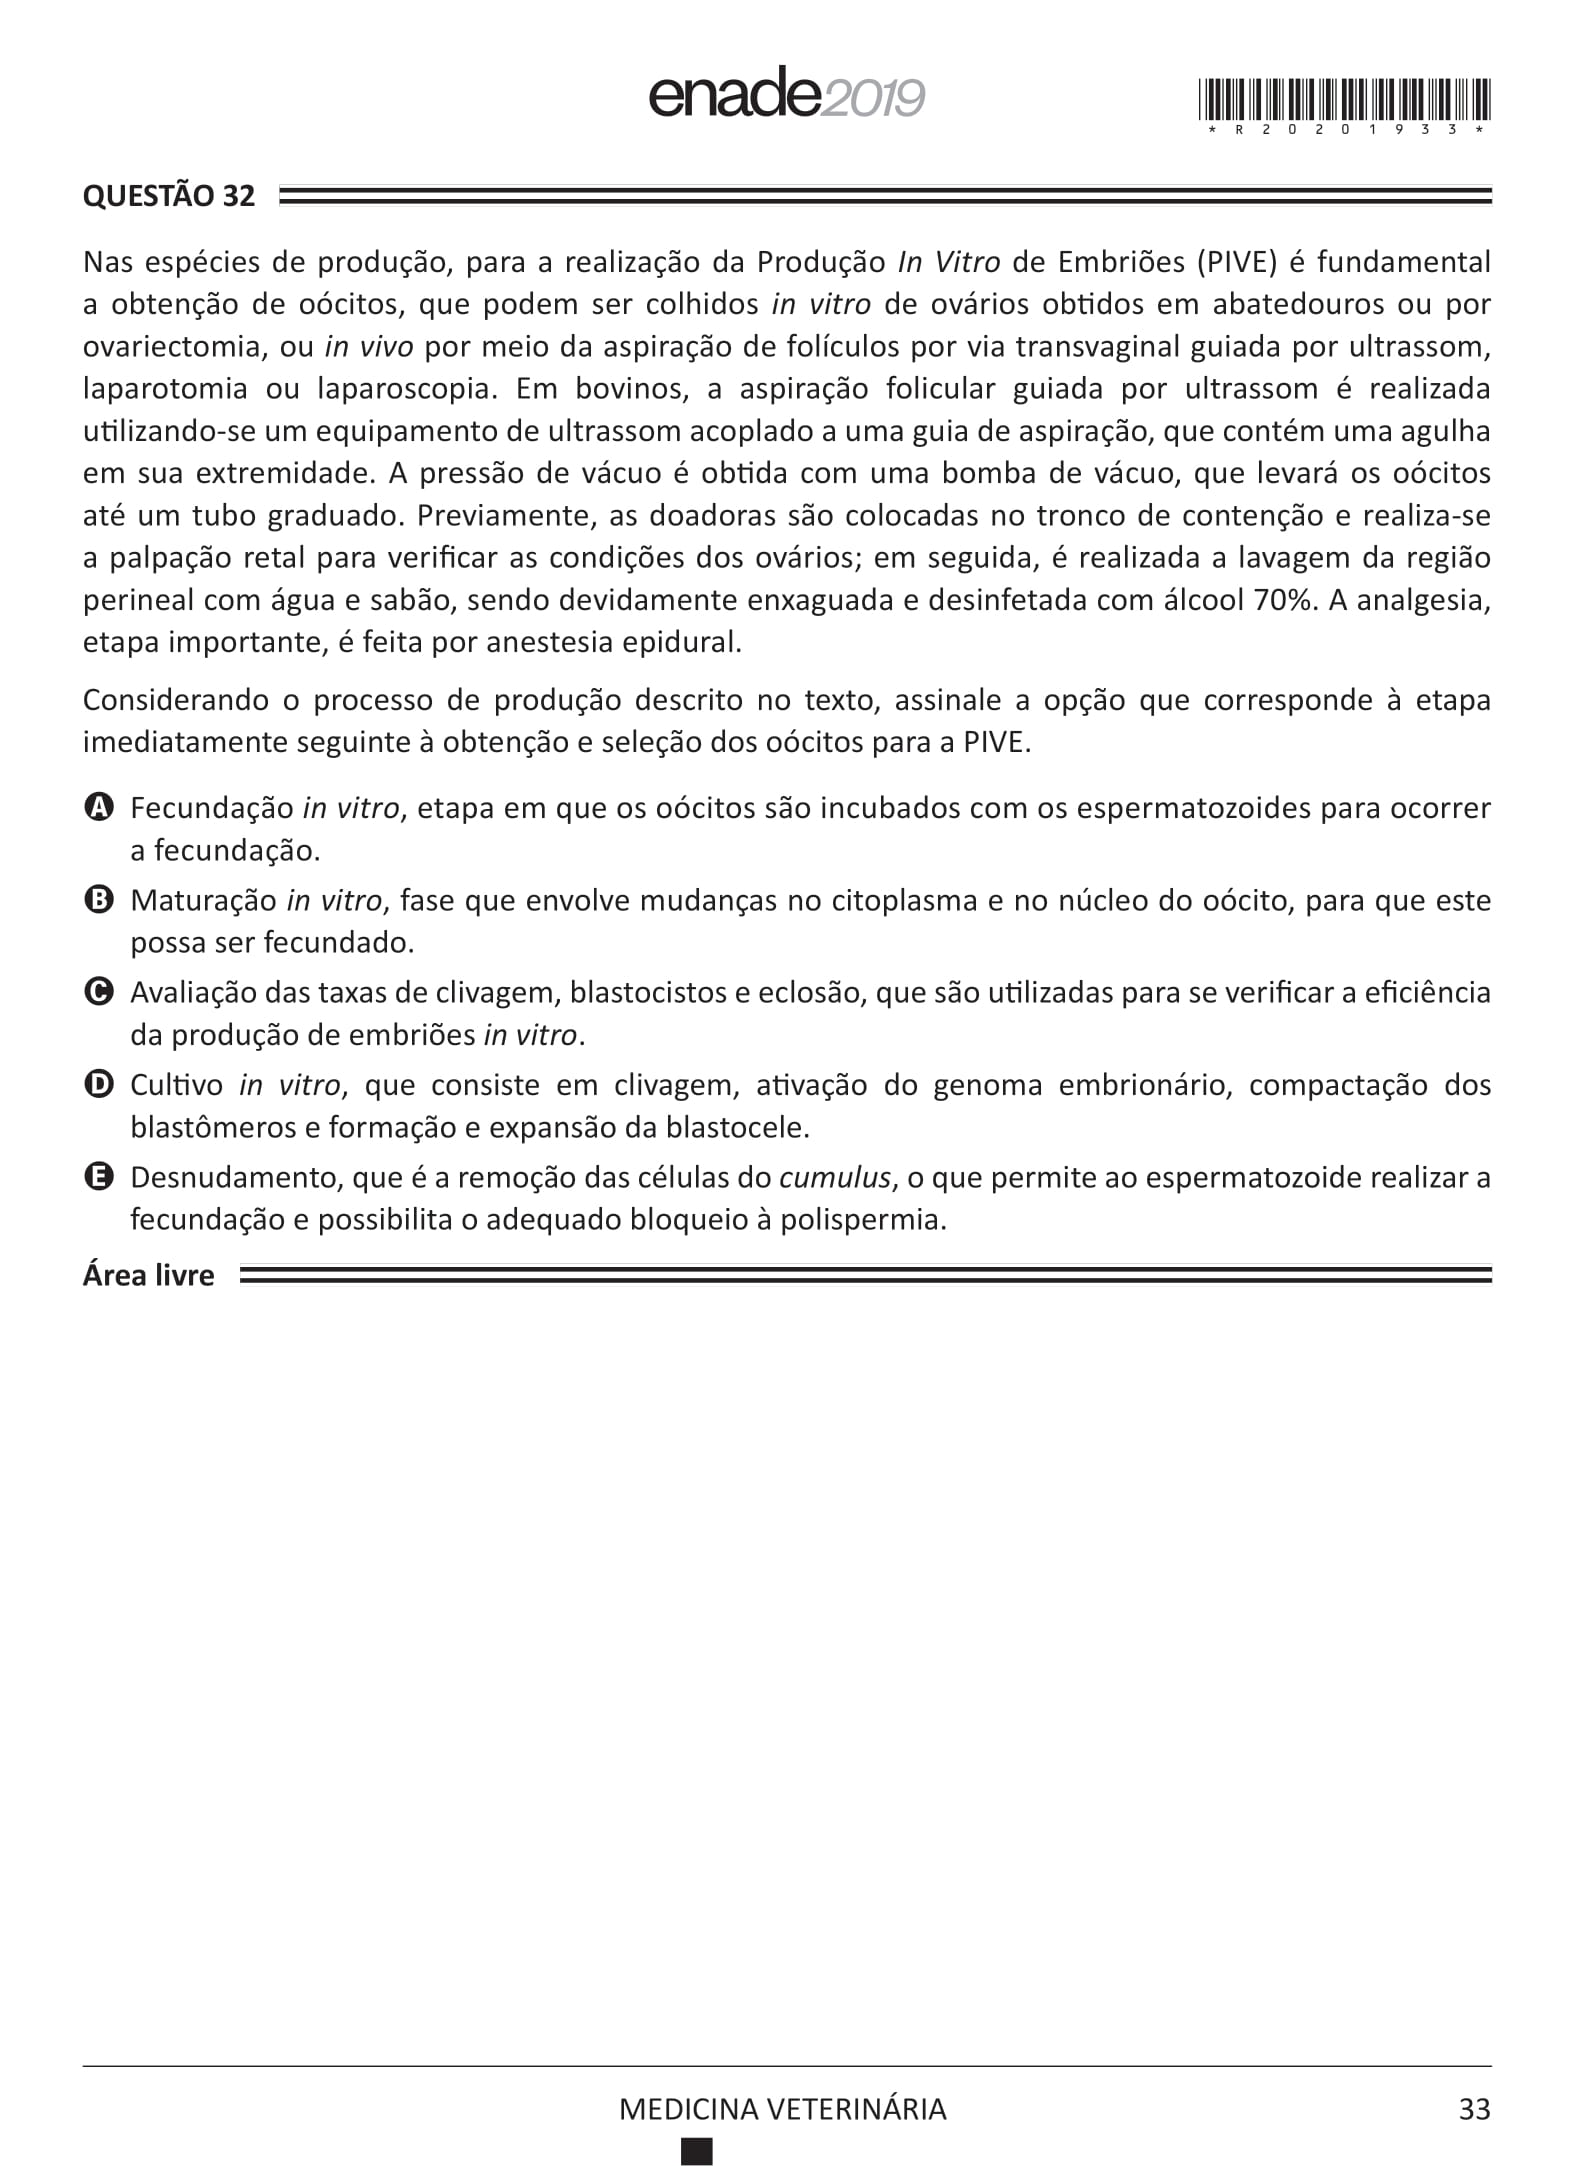 enade2019
*R20201933*
QUESTÃO 32
Nas espécies de produção, para a realização da Produção In Vitro de Embriões (PIVE) é fundamental
a obtenção de oócitos, que podem ser colhidos in vitro de ovários obtidos em abatedouros ou por
ovariectomia, ou in vivo por meio da aspiração de folículos por via transvaginal guiada por ultrassom,
laparotomia ou laparoscopia. Em bovinos, a aspiração folicular guiada por ultrassom é realizada
utilizando-se um equipamento de ultrassom acoplado a uma guia de aspiração, que contém uma agulha
em sua extremidade. A pressão de vácuo é obtida com uma bomba de vácuo, que levará os oócitos
até um tubo graduado. Previamente, as doadoras são colocadas no tronco de contenção e realiza-se
a palpação retal para verificar as condições dos ovários; em seguida, é realizada a lavagem da região
perineal com água e sabão, sendo devidamente enxaguada e desinfetada com álcool 70%. A analgesia,
etapa importante, é feita por anestesia epidural.
Considerando o processo de produção descrito no texto, assinale a opção que corresponde à etapa
imediatamente seguinte à obtenção e seleção dos oócitos para a PIVE.
A Fecundação in vitro, etapa em que os oócitos são incubados com os espermatozoides para ocorrer
a fecundação.
B Maturação in vitro, fase que envolve mudanças no citoplasma e no núcleo do oócito, para que este
possa ser fecundado.
C Avaliação das taxas de clivagem, blastocistos e eclosão, que são utilizadas para se verificar a eficiência
da produção de embriões in vitro.
D Cultivo in vitro, que consiste em clivagem, ativação do genoma embrionário, compactação dos
blastômeros e formação e expansão da blastocele.
E Desnudamento, que é a remoção das células do cumulus, o que permite ao espermatozoide realizar a
fecundação e possibilita o adequado bloqueio à polispermia.
Área livre
MEDICINA VETERINÁRIA
33